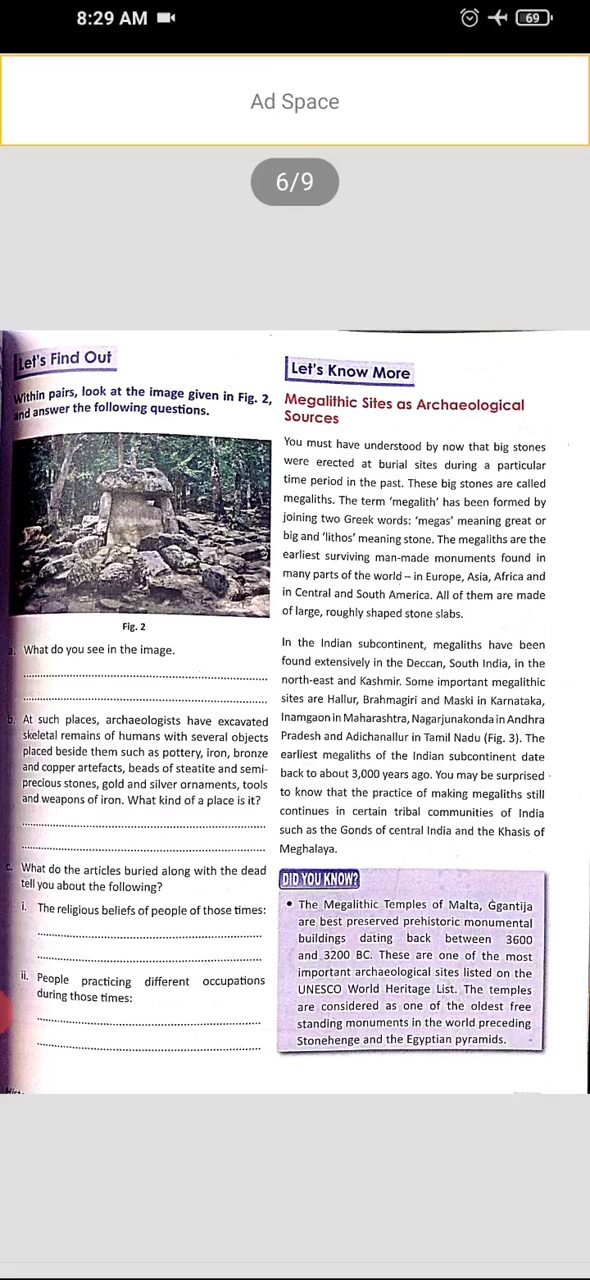 8:29 AM
69
Ad Space
6/9
Let's Find Out
Within pairs, look at the image given in Fig. 2,
and answer the following questions.
Fig. 2
a. What do you see in the image.
b. At such places, archaeologists have excavated
skeletal remains of humans with several objects
placed beside them such as pottery, iron, bronze
and copper artefacts, beads of steatite and semi-
precious stones, gold and silver ornaments, tools
and weapons of iron. What kind of a place is it?
c. What do the articles buried along with the dead
tell you about the following?
i. The religious beliefs of people of those times:
ii. People practicing different occupations
during those times:
Let's Know More
Megalithic Sites as Archaeological
Sources
You must have understood by now that big stones
were erected at burial sites during a particular
time period in the past. These big stones are called
megaliths. The term 'megalith' has been formed by
joining two Greek words: 'megas' meaning great or
big and 'lithos' meaning stone. The megaliths are the
earliest surviving man-made monuments found in
many parts of the world – in Europe, Asia, Africa and
in Central and South America. All of them are made
of large, roughly shaped stone slabs.
In the Indian subcontinent, megaliths have been
found extensively in the Deccan, South India, in the
north-east and Kashmir. Some important megalithic
sites are Hallur, Brahmagiri and Maski in Karnataka,
Inamgaon in Maharashtra, Nagarjunakonda in Andhra
Pradesh and Adichanallur in Tamil Nadu (Fig. 3). The
earliest megaliths of the Indian subcontinent date
back to about 3,000 years ago. You may be surprised
to know that the practice of making megaliths still
continues in certain tribal communities of India
such as the Gonds of central India and the Khasis of
Meghalaya.
DID YOU KNOW?
• The Megalithic Temples of Malta, Ggantija
are best preserved prehistoric monumental
buildings dating back between 3600
and 3200 BC. These are one of the most
important archaeological sites listed on the
UNESCO World Heritage List. The temples
are considered as one of the oldest free
standing monuments in the world preceding
Stonehenge and the Egyptian pyramids.